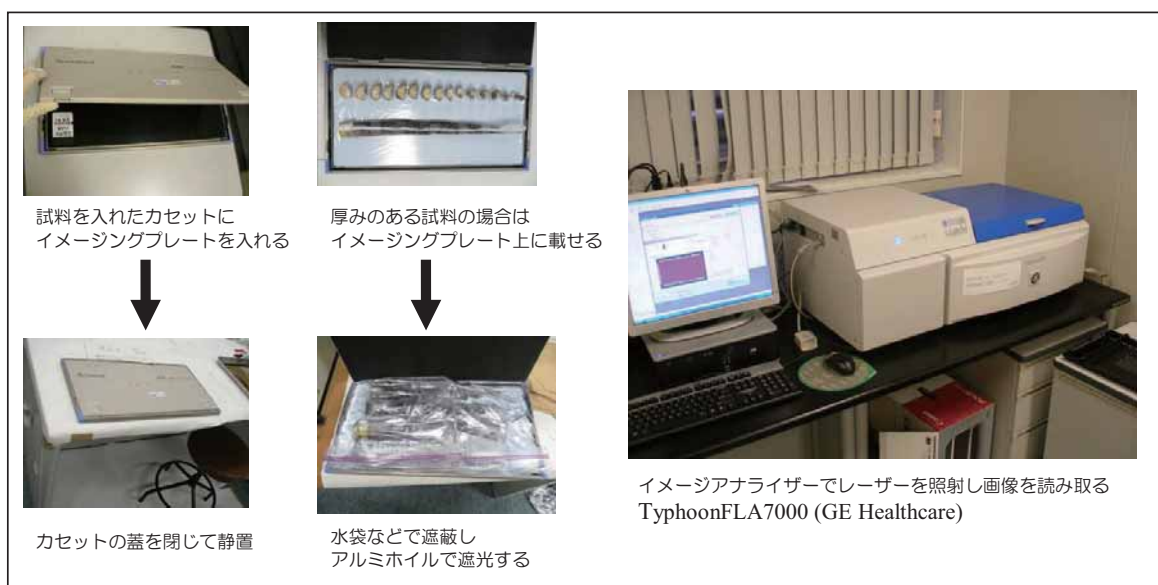 試料を入れたカセットに
イメージングプレートを入れる
厚みのある試料の場合は
イメージングプレート上に載せる
カセットの蓋を閉じて静置
水袋などで遮蔽し
アルミホイルで遮光する
イメージアナライザーでレーザーを照射し画像を読み取る
TyphoonFLA7000 (GE Healthcare)